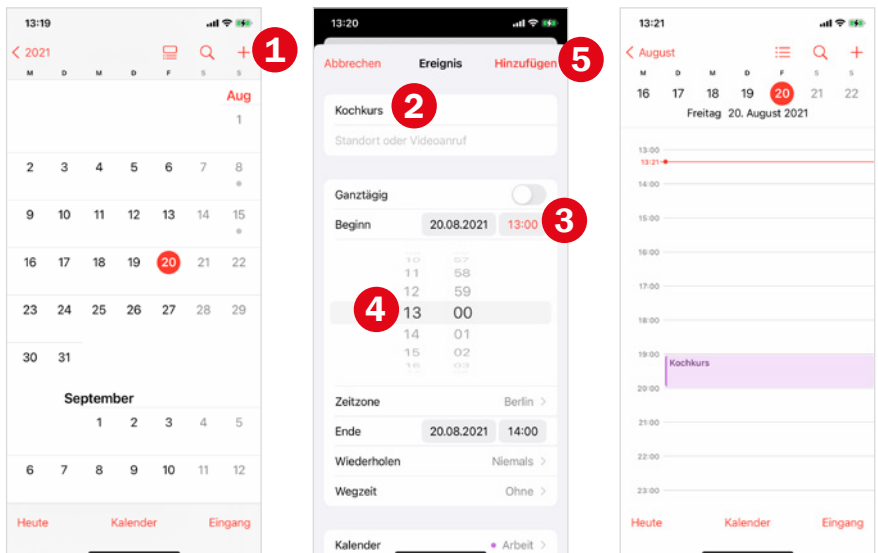 13:19
< 2021
1
M D M D F S S
Aug
1
2 3 4 5 6 7 8
9 10 11 12 13 14 15
16 17 18 19 20 21 22
23 24 25 26 27 28 29
30 31
September
1 2 3 4 5
6 7 8 9 10 11 12
Heute Kalender Eingang
13:20
Abbrechen Ereignis Hinzufügen 5
Kochkurs 2
Standort oder Videoanruf
Ganztägig
Beginn 20.08.2021 13:00 3
10 57
11 58
12 59
4 13 00
14 01
15 02
16 03
Zeitzone Berlin >
Ende 20.08.2021 14:00
Wiederholen Niemals >
Wegzeit Ohne >
Kalender • Arbeit >
13:21
< August
M D M D F S S
16 17 18 19 20 21 22
Freitag 20. August 2021
13:00
13:21
14:00
15:00
16:00
17:00
18:00
19:00
Kochkurs
20:00
21:00
22:00
23:00
Heute Kalender Eingang